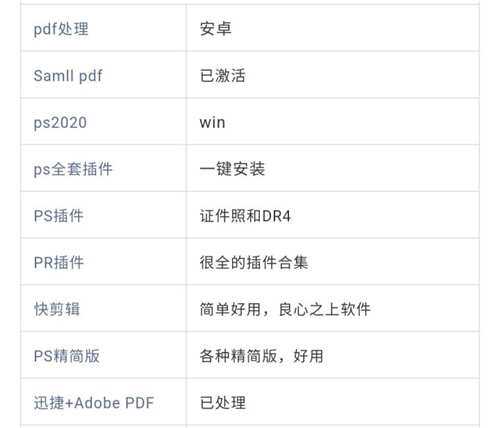 pdf处理 安卓
Samll pdf 已激活
ps2020 win
ps全套插件 一键安装
PS插件 证件照和DR4
PR插件 很全的插件合集
快剪辑 简单好用，良心之上软件
PS精简版 各种精简版，好用
迅捷+Adobe PDF 已处理